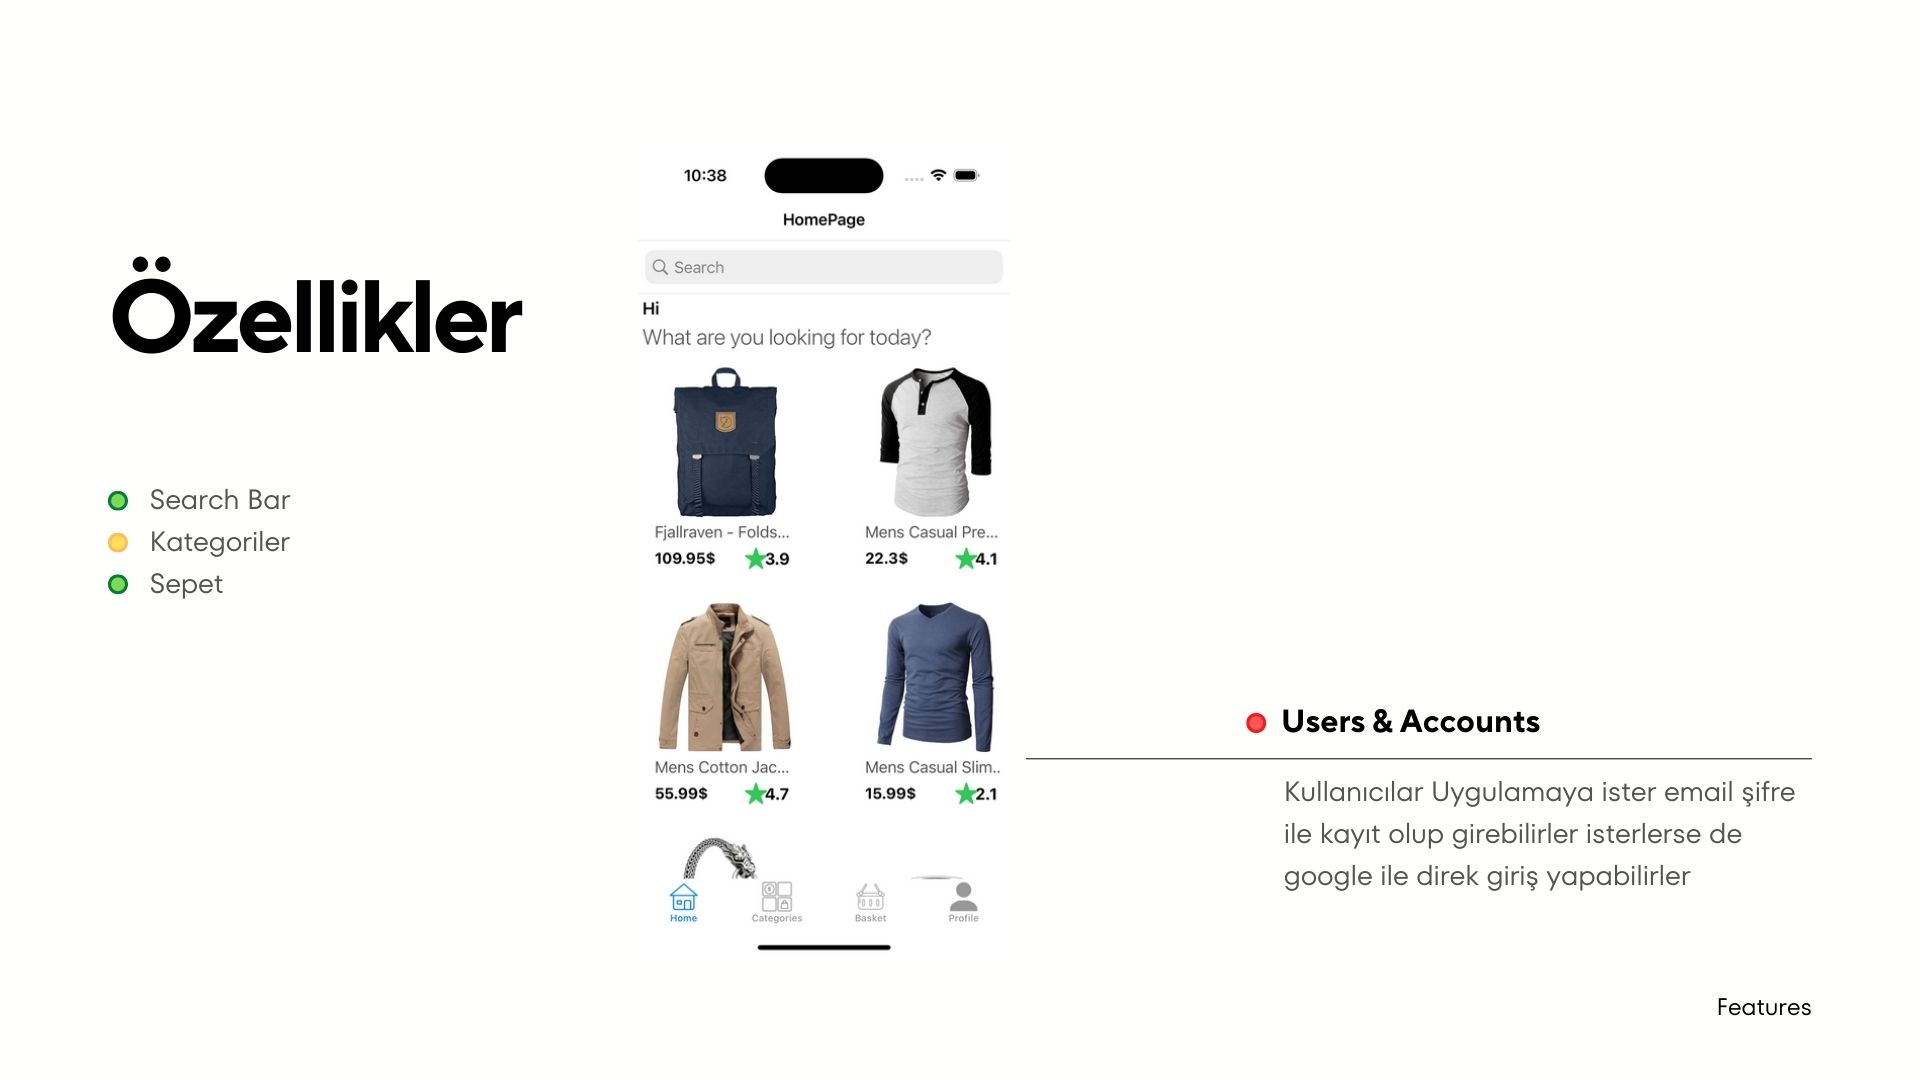 Özellikler
Search Bar
Kategoriler
Sepet
10:38
HomePage
Search
Hi
What are you looking for today?
Fjallraven - Folds...
Mens Casual Pre...
109.95$ 3.9
22.3$ 4.1
Mens Cotton Jac...
Mens Casual Slim..
55.99$ 4.7
15.99$ 2.1
Home
Categories
Basket
Profile
Users & Accounts
Kullanıcılar Uygulamaya ister email şifre
ile kayıt olup girebilirler isterlerse de
google ile direk giriş yapabilirler
Features